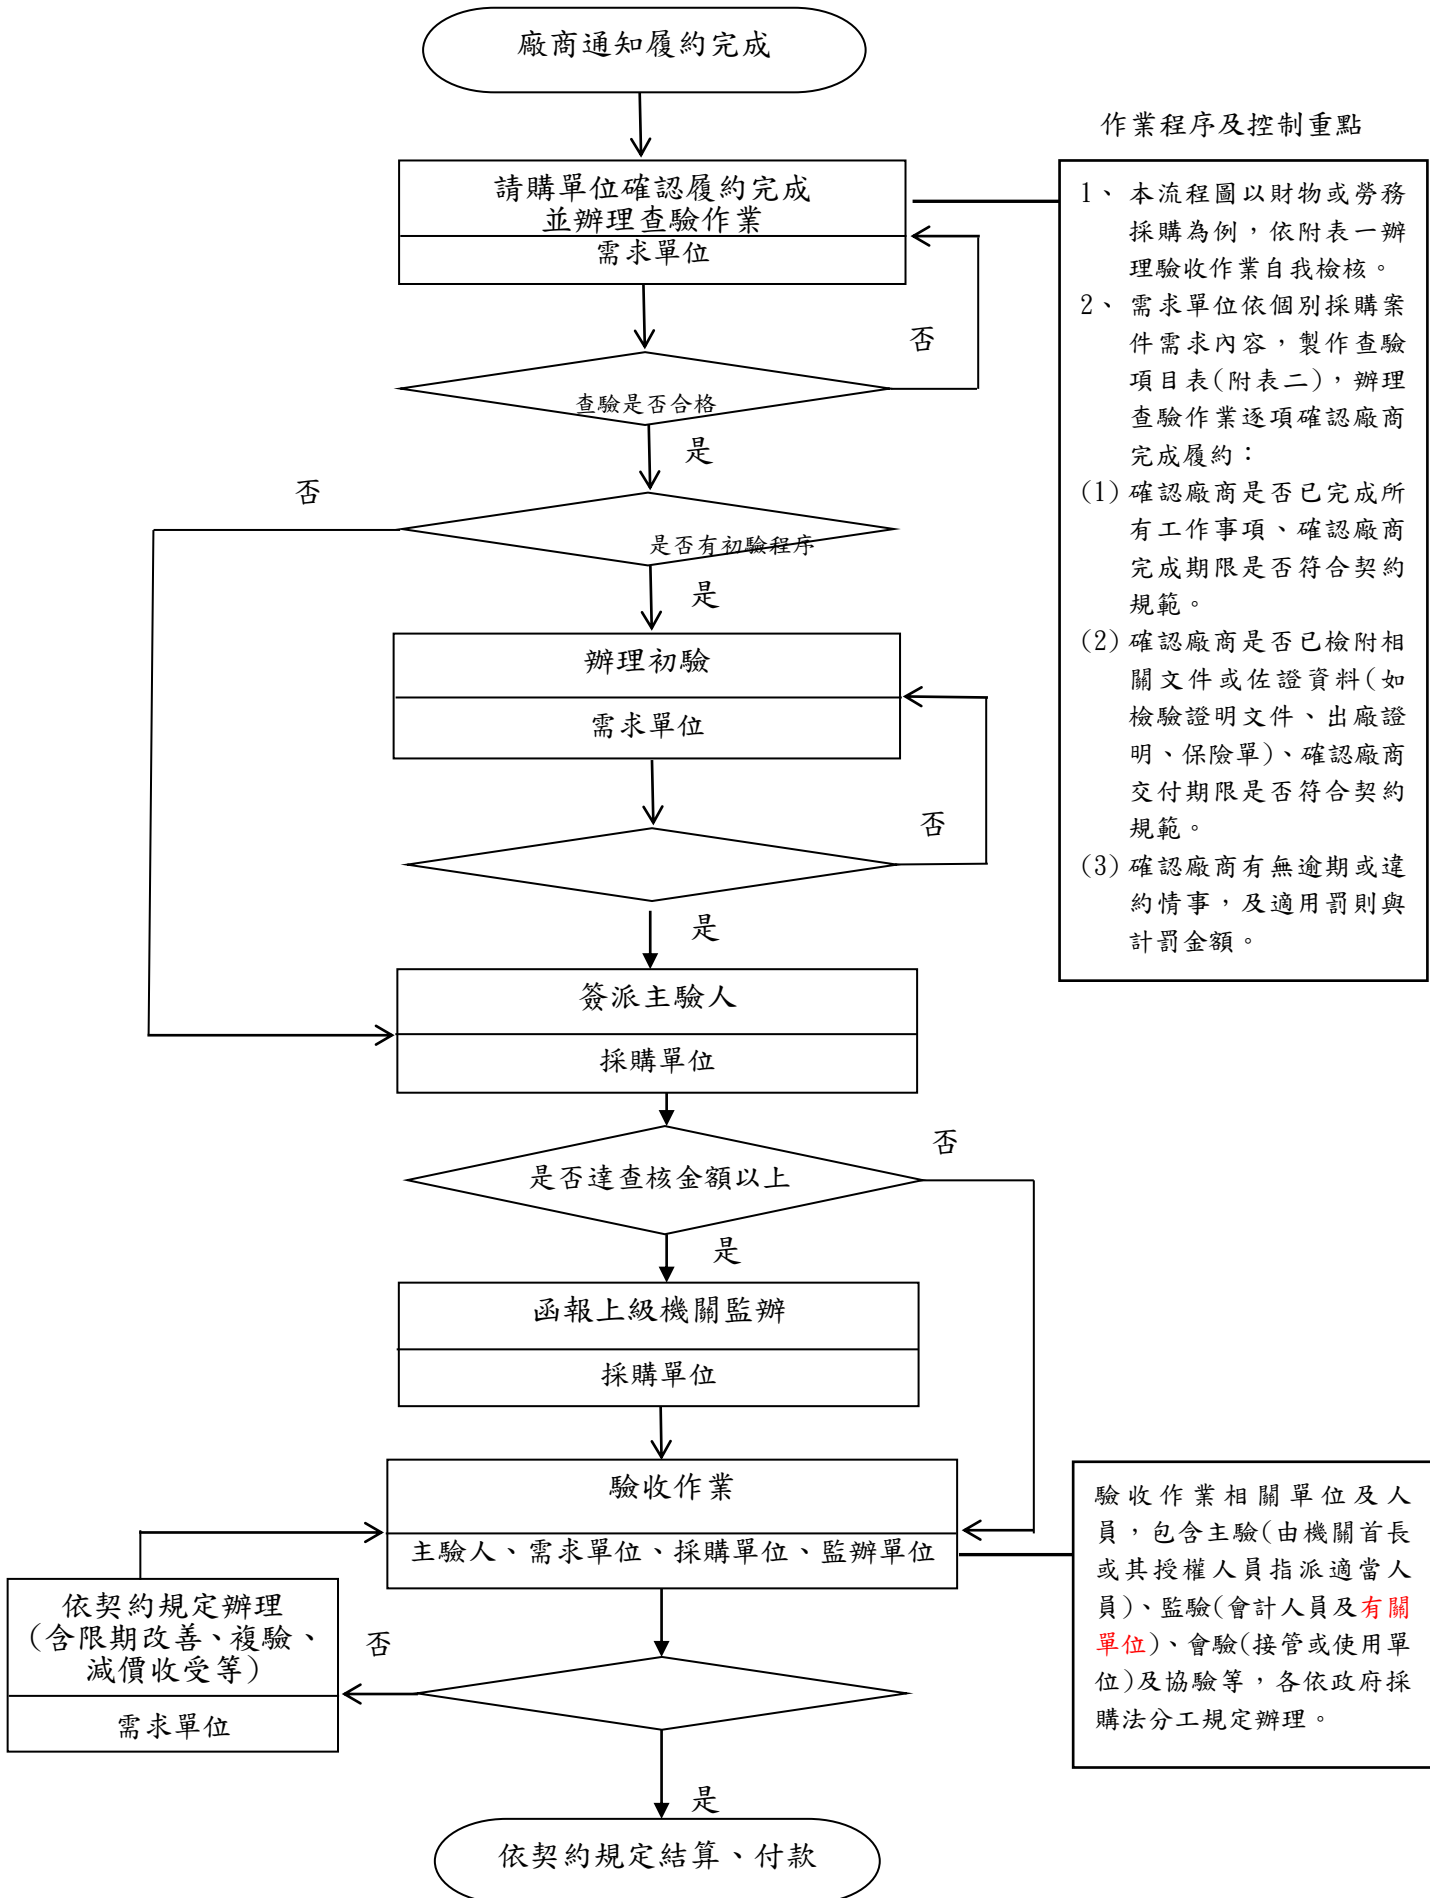 廠商通知履約完成
作業程序及控制重點
請購單位確認履約完成
並辦理查驗作業
需求單位
1、 本流程圖以財物或勞務
採購為例，依附表一辦
理驗收作業自我檢核。
2、 需求單位依個別採購案
件需求內容，製作查驗
項目表(附表二)，辦理
查驗作業逐項確認廠商
完成履約：
(1) 確認廠商是否已完成所
有工作事項、確認廠商
完成期限是否符合契約
規範。
(2) 確認廠商是否已檢附相
關文件或佐證資料(如
檢驗證明文件、出廠證
明、保險單)、確認廠商
交付期限是否符合契約
規範。
(3) 確認廠商有無逾期或違
約情事，及適用罰則與
計罰金額。
否
查驗是否合格
是
否
是否有初驗程序
是
辦理初驗
需求單位
否
是
簽派主驗人
採購單位
否
是否達查核金額以上
是
函報上級機關監辦
採購單位
驗收作業
主驗人、需求單位、採購單位、監辦單位
驗收作業相關單位及人
員，包含主驗(由機關首長
或其授權人員指派適當人
員)、監驗(會計人員及有關
單位)、會驗(接管或使用單
位)及協驗等，各依政府採
購法分工規定辦理。
依契約規定辦理
(含限期改善、複驗、
減價收受等)
需求單位
否
是
依契約規定結算、付款